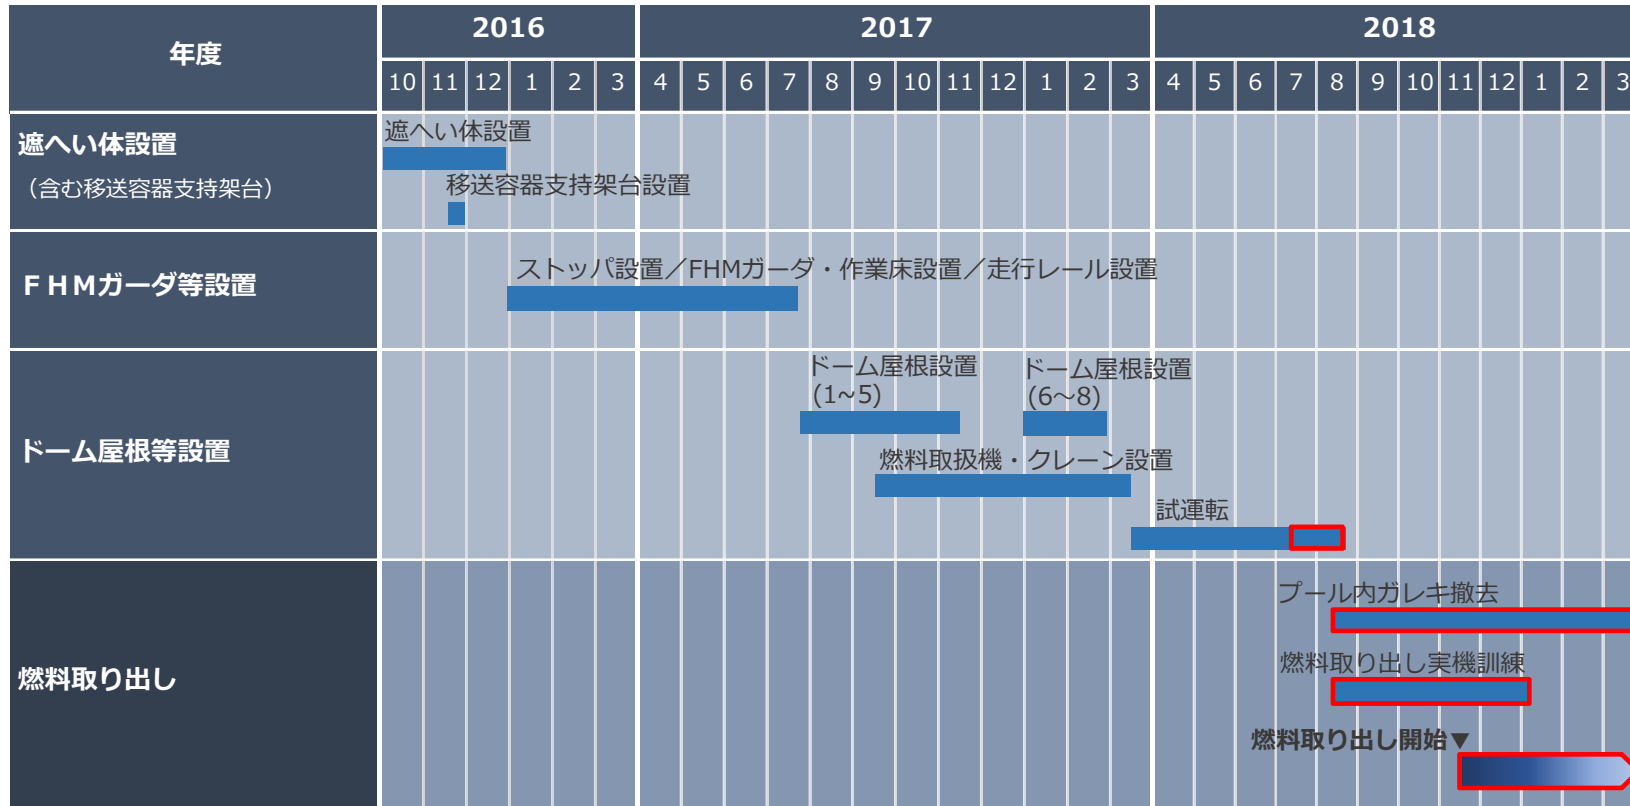 年度
2016
2017
2018
10 11 12 1 2 3 4 5 6 7 8 9 10 11 12 1 2 3 4 5 6 7 8 9 10 11 12 1 2 3
遮へい体設置
（含む移送容器支持架台）
遮へい体設置
移送容器支持架台設置
ＦＨＭガーダ等設置
ストッパ設置／FHMガーダ・作業床設置／走行レール設置
ドーム屋根等設置
ドーム屋根設置
(1~5)
ドーム屋根設置
(6～8)
燃料取扱機・クレーン設置
試運転
燃料取り出し
プール内ガレキ撤去
燃料取り出し実機訓練
燃料取り出し開始▼